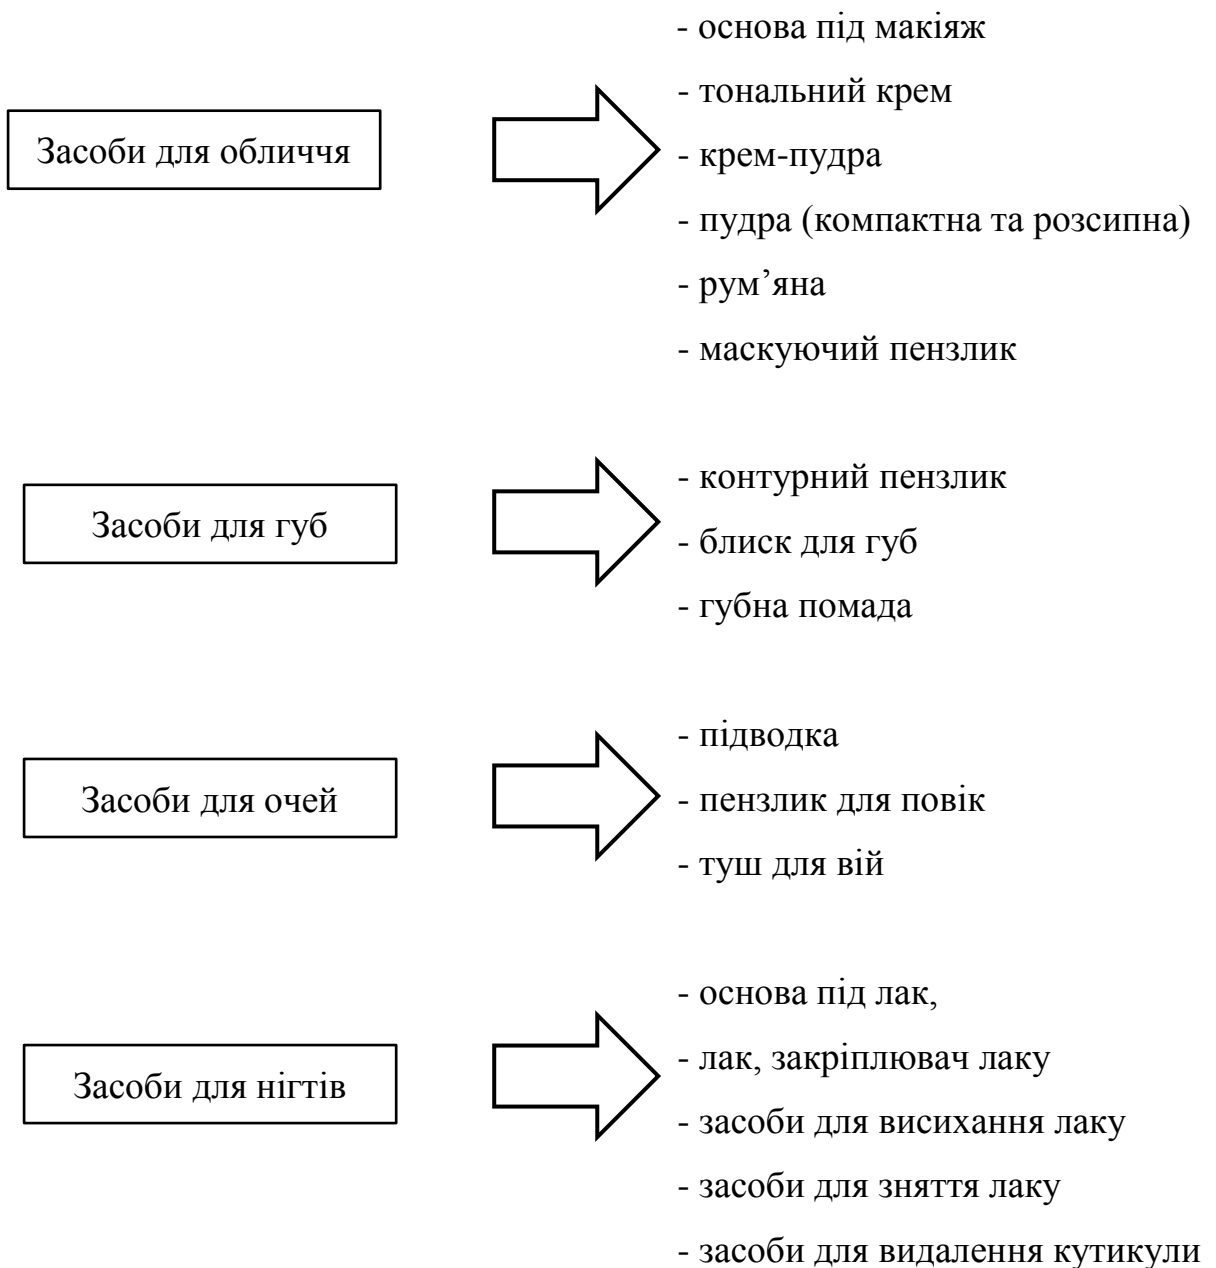 Засоби для обличчя
- основа під макіяж
- тональний крем
- крем-пудра
- пудра (компактна та розсипна)
- рум’яна
- маскуючий пензлик
Засоби для губ
- контурний пензлик
- блиск для губ
- губна помада
Засоби для очей
- підводка
- пензлик для повік
- туш для вій
Засоби для нігтів
- основа під лак,
- лак, закріплювач лаку
- засоби для висихання лаку
- засоби для зняття лаку
- засоби для видалення кутикули